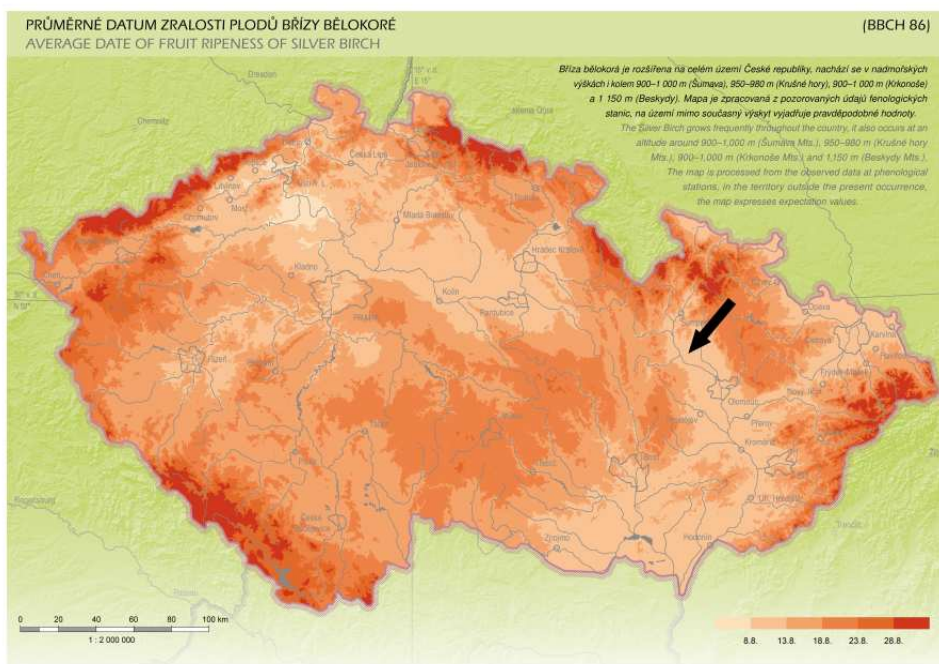 PRŮMĚRNÉ DATUM ZRALOSTI PLODŮ BŘÍZY BĚLOKORÉ
(BBCH 86)
AVERAGE DATE OF FRUIT RIPENESS OF SILVER BIRCH
Bříza bělokorá je rozšířena na celém území České republiky, nachází se v nadmořských
výškách i kolem 900–1 000 m (Šumava), 950–980 m (Krušné hory), 900–1 000 m (Krkonoše)
a 1 150 m (Beskydy). Mapa je zpracovaná z pozorovaných údajů fenologických
stanic, na území mimo současný výskyt vyjadřuje pravděpodobné hodnoty.
The Silver Birch grows frequently throughout the country, it also occurs at an
altitude around 900–1,000 m (Šumava Mts.), 950–980 m (Krušné hory
Mts.), 900–1,000 m (Krkonoše Mts.) and 1,150 m (Beskydy Mts.).
The map is processed from the observed data at phenological
stations, in the territory outside the present occurrence,
the map expresses expectation values.
Dresden
Chemnitz
Česká Lípa
Litvínov
Most
Chomutov
Mladá Boleslav
Hradec Králové
Kladno
Kolín
Pardubice
PRAHA
Plzeň
Opava
Ostrava
Karviná
Olomouc
Přerov
Kroměříž
Brno
Uh. Hradiště
Trenčín
Znojmo
Hodonín
České
Budějovice
0 20 40 60 80 100 km
1 : 2 000 000
8.8. 13.8. 18.8. 23.8. 28.8.